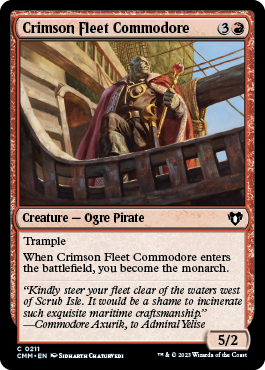 Crimson Fleet Commodore 3
Creature — Ogre Pirate
Trample
When Crimson Fleet Commodore enters
the battlefield, you become the monarch.
“Kindly steer your fleet clear of the waters west
of Scrub Isle. It would be a shame to incinerate
such exquisite maritime craftsmanship.”
—Commodore Axurik, to Admiral Yelise
5/2
C 0211
CMM • EN Sidharth Chaturvedi
™ & © 2023 Wizards of the Coast